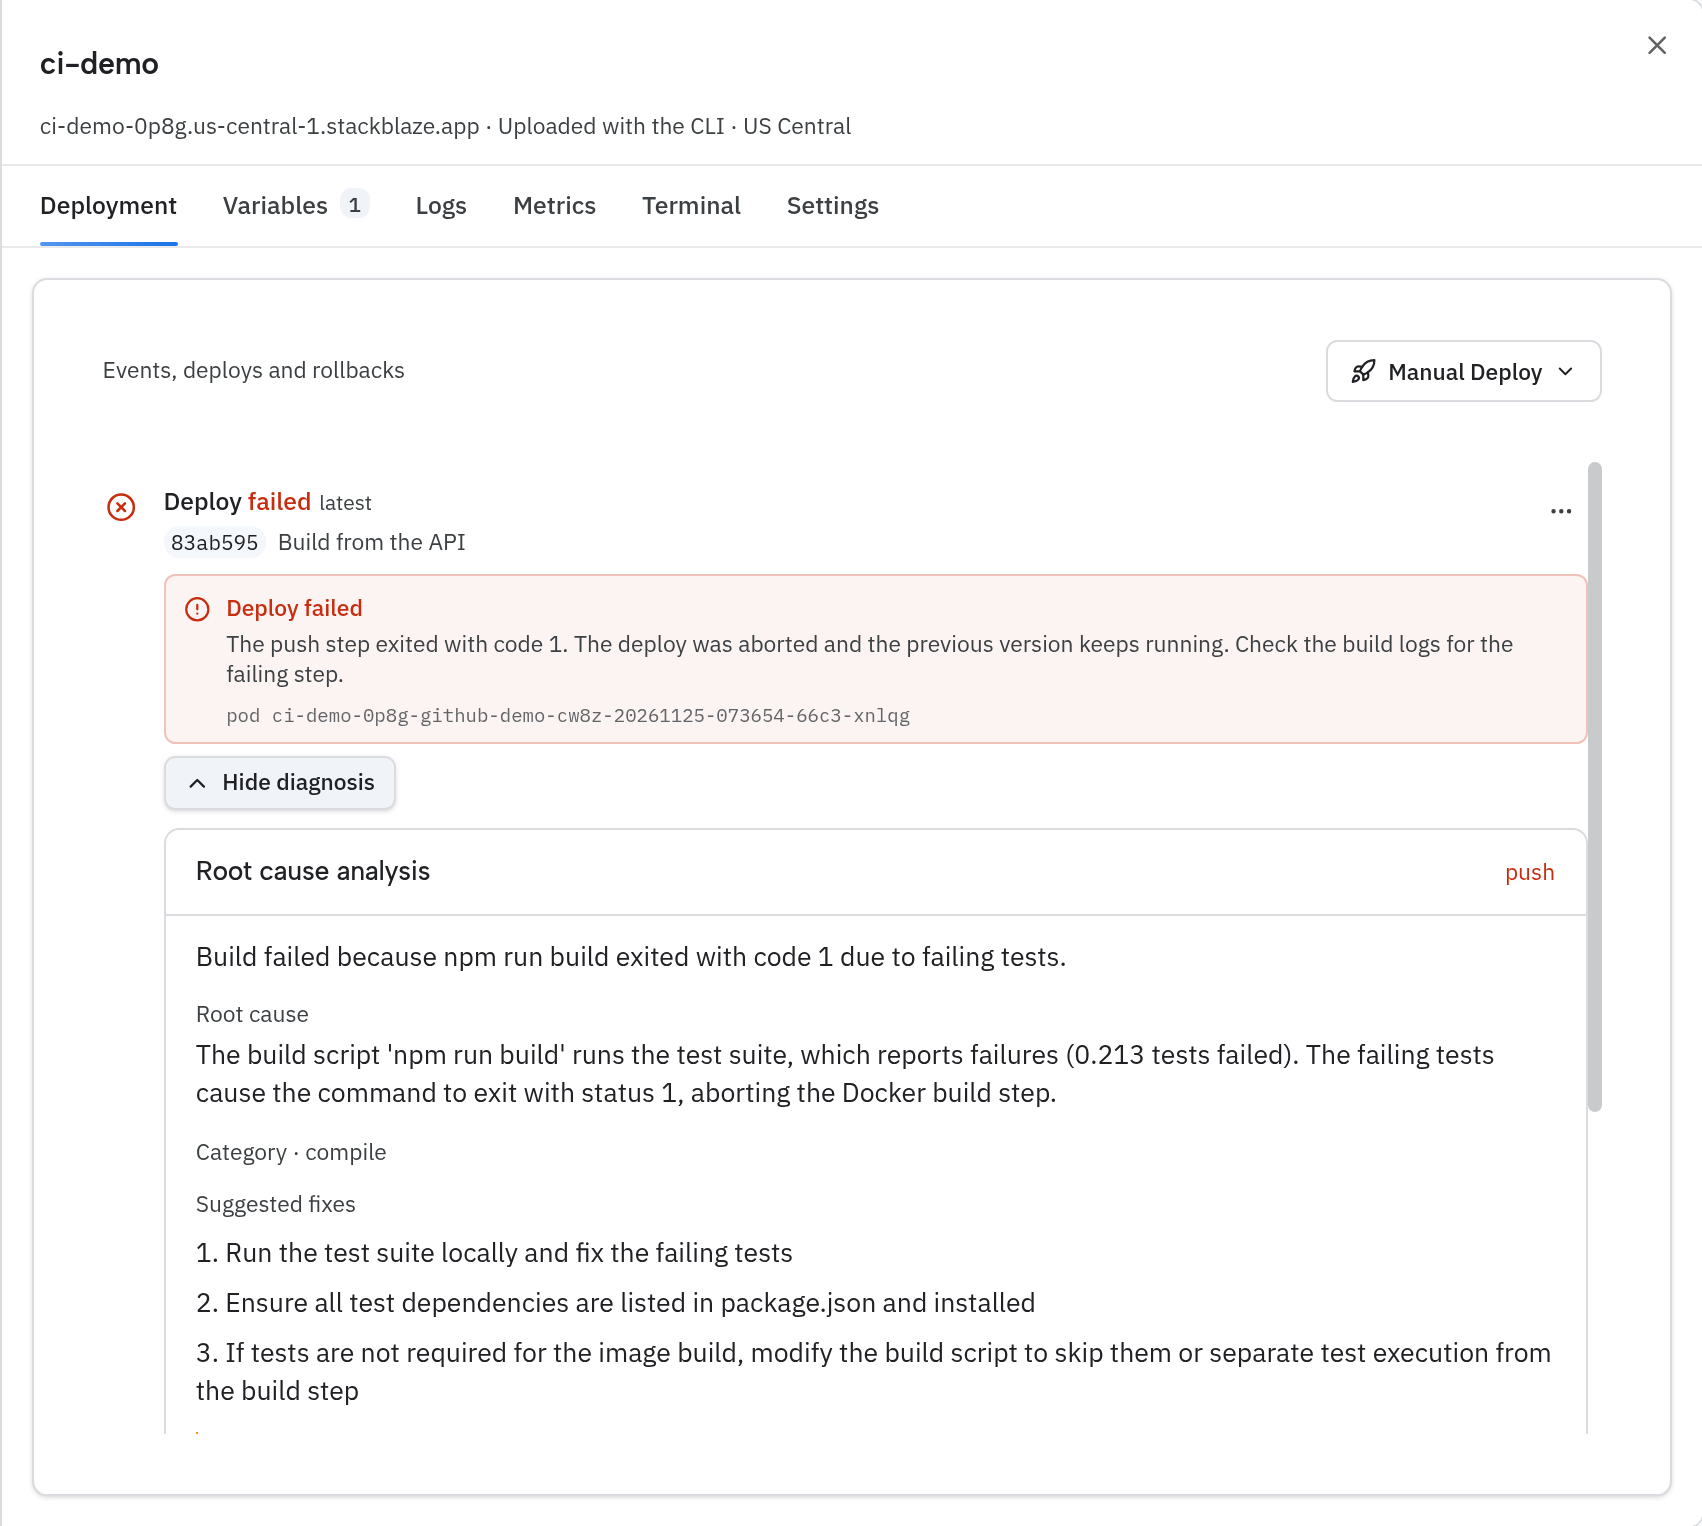 ci-demo
ci-demo-0p8g.us-central-1.stackblaze.app · Uploaded with the CLI · US Central
Deployment Variables 1 Logs Metrics Terminal Settings
Events, deploys and rollbacks
Manual Deploy
Deploy failed latest
83ab595 Build from the API
Deploy failed
The push step exited with code 1. The deploy was aborted and the previous version keeps running. Check the build logs for the
failing step.
pod ci-demo-0p8g-github-demo-cw8z-20261125-073654-66c3-xnlqg
Hide diagnosis
Root cause analysis
push
Build failed because npm run build exited with code 1 due to failing tests.
Root cause
The build script 'npm run build' runs the test suite, which reports failures (0.213 tests failed). The failing tests
cause the command to exit with status 1, aborting the Docker build step.
Category · compile
Suggested fixes
1. Run the test suite locally and fix the failing tests
2. Ensure all test dependencies are listed in package.json and installed
3. If tests are not required for the image build, modify the build script to skip them or separate test execution from
the build step